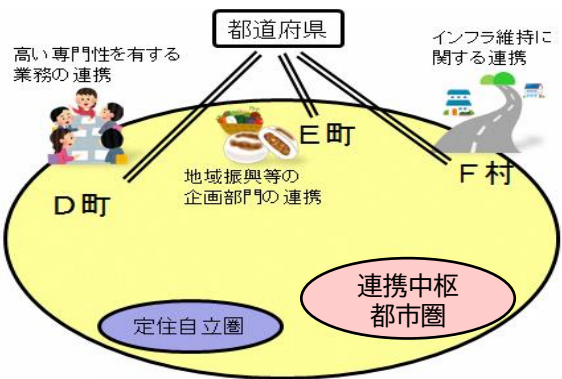 都道府県
高い専門性を有する
業務の連携
インフラ維持に
関する連携
E町
地域振興等の
企画部門の連携
D町
F村
連携中枢
都市圏
定住自立圏